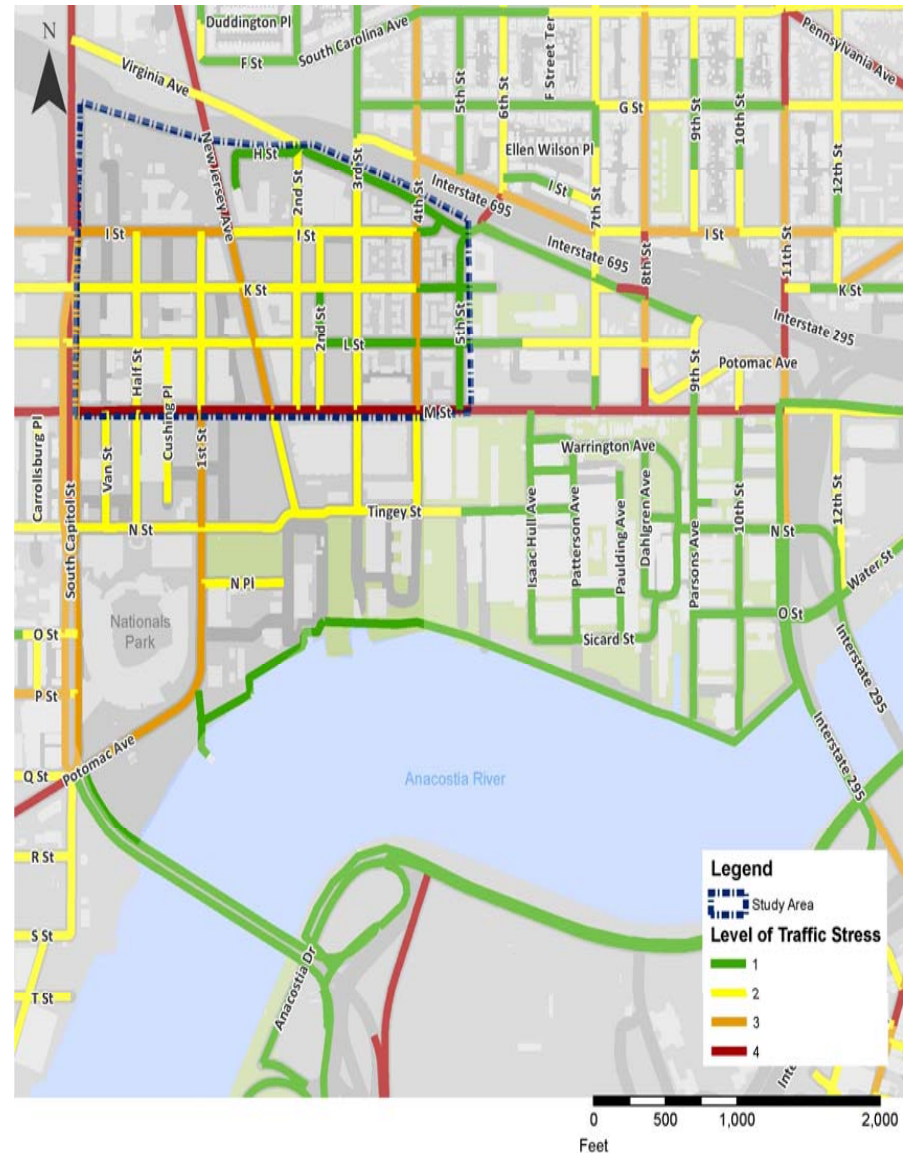 N
Duddington Pl
South Carolina Ave
F St
Virginia Ave
New Jersey Ave
Pennsylvania Ave
5th St
6th St
F Street Ter
G St
9th St
10th St
Ellen Wilson Pl
I St
H St
2nd St
3rd St
4th St
Interstate 695
7th St
12th St
I St
I St
Interstate 695
8th St
I St
11th St
K St
K St
2nd St
5th St
Interstate 295
L St
Half St
Cushing Pl
9th St
Potomac Ave
M St
Carrollsburg Pl
South Capitol St
Van St
1st St
Warrington Ave
Isaac Hull Ave
Patterson Ave
Paulding Ave
Dahlgren Ave
Parsons Ave
10th St
12th St
N St
Tingey St
N St
Water St
N Pl
Nationals
Park
O St
O St
Sicard St
P St
Interstate 295
Interstate 295
Potomac Ave
Q St
Anacostia River
R St
S St
T St
Anacostia Dr
Legend
Study Area
Level of Traffic Stress
1
2
3
4
0 500 1,000 2,000
Feet